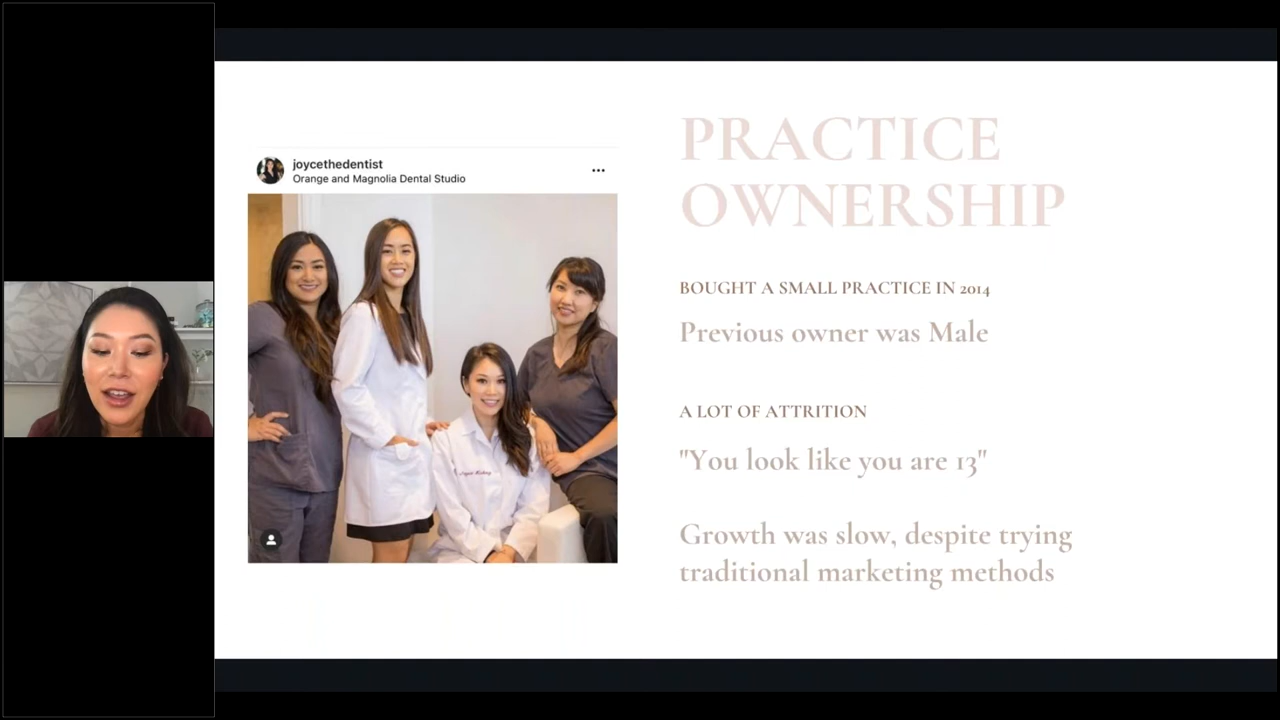 joycethedentist
Orange and Magnolia Dental Studio
PRACTICE
OWNERSHIP
BOUGHT A SMALL PRACTICE IN 2014
Previous owner was Male
A LOT OF ATTRITION
"You look like you are 13"
Growth was slow, despite trying
traditional marketing methods